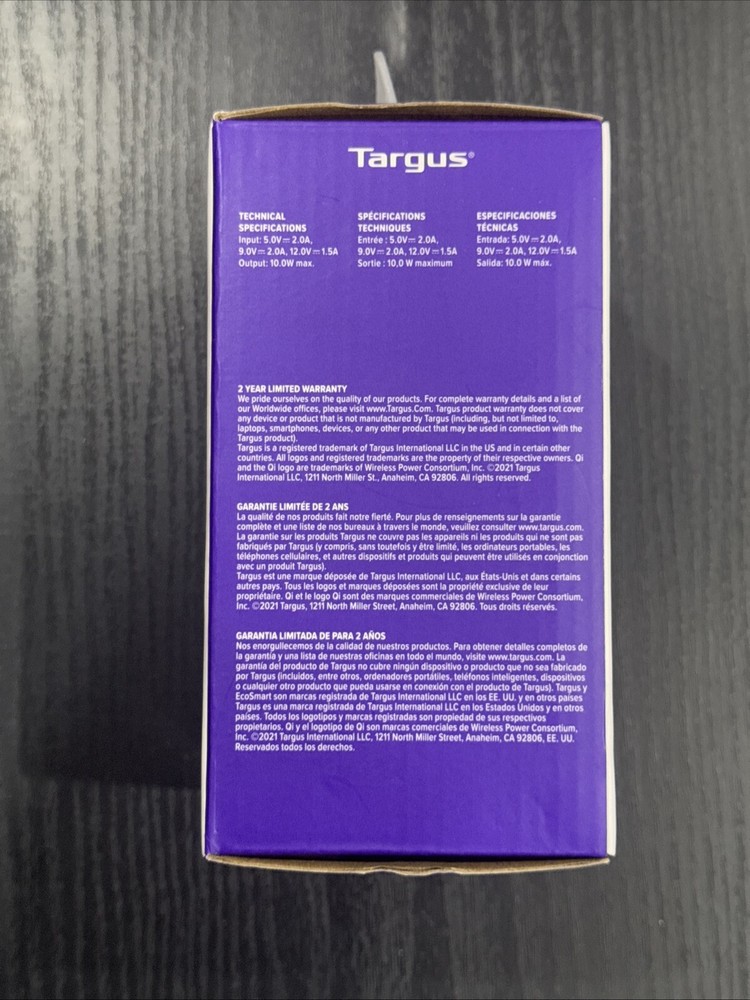 Targus®
TECHNICAL
SPECIFICATIONS
Input: 5.0V⎓2.0A,
9.0V⎓2.0A, 12.0V⎓1.5A
Output: 10.0W max.
SPÉCIFICATIONS
TECHNIQUES
Entrée : 5.0V⎓2.0A,
9.0V⎓2.0A, 12.0V⎓1.5A
Sortie : 10,0 W maximum
ESPECIFICACIONES
TÉCNICAS
Entrada: 5.0V⎓2.0A,
9.0V⎓2.0A, 12.0V⎓1.5A
Salida: 10.0 W máx.
2 YEAR LIMITED WARRANTY
We pride ourselves on the quality of our products. For complete warranty details and a list of
our Worldwide offices, please visit www.Targus.Com. Targus product warranty does not cover
any device or product that is not manufactured by Targus (including, but not limited to,
laptops, smartphones, devices, or any other product that may be used in connection with the
Targus product).
Targus is a registered trademark of Targus International LLC in the US and in certain other
countries. All logos and registered trademarks are the property of their respective owners. Qi
and the Qi logo are trademarks of Wireless Power Consortium, Inc. ©2021 Targus
International LLC, 1211 North Miller St., Anaheim, CA 92806. All rights reserved.
GARANTIE LIMITÉE DE 2 ANS
La qualité de nos produits fait notre fierté. Pour plus de renseignements sur la garantie
complète et une liste de nos bureaux à travers le monde, veuillez consulter www.targus.com.
La garantie sur les produits Targus ne couvre pas les appareils ni les produits qui ne sont pas
fabriqués par Targus (y compris, sans toutefois y être limité, les ordinateurs portables, les
téléphones cellulaires, et autres dispositifs et produits qui peuvent être utilisés en conjonction
avec un produit Targus).
Targus est une marque déposée de Targus International LLC, aux États-Unis et dans certains
autres pays. Tous les logos et marques déposées sont la propriété exclusive de leur
propriétaire. Qi et le logo Qi sont des marques commerciales de Wireless Power Consortium,
Inc. ©2021 Targus, 1211 North Miller Street, Anaheim, CA 92806. Tous droits réservés.
GARANTIA LIMITADA DE PARA 2 AÑOS
Nos enorgullecemos de la calidad de nuestros productos. Para obtener detalles completos de
la garantía y una lista de nuestras oficinas en todo el mundo, visite www.targus.com. La
garantía del producto de Targus no cubre ningún dispositivo o producto que no sea fabricado
por Targus (incluidos, entre otros, ordenadores portátiles, teléfonos inteligentes, dispositivos
o cualquier otro producto que pueda usarse en conexión con el producto de Targus). Targus y
EcoSmart son marcas registradas de Targus International LLC en los EE. UU. y en otros países
Targus es una marca registrada de Targus International LLC en los Estados Unidos y en otros
países. Todos los logotipos y marcas registradas son propiedad de sus respectivos
propietarios. Qi y el logotipo de Qi son marcas comerciales de Wireless Power Consortium,
Inc. ©2021 Targus International LLC, 1211 North Miller Street, Anaheim, CA 92806, EE. UU.
Reservados todos los derechos.